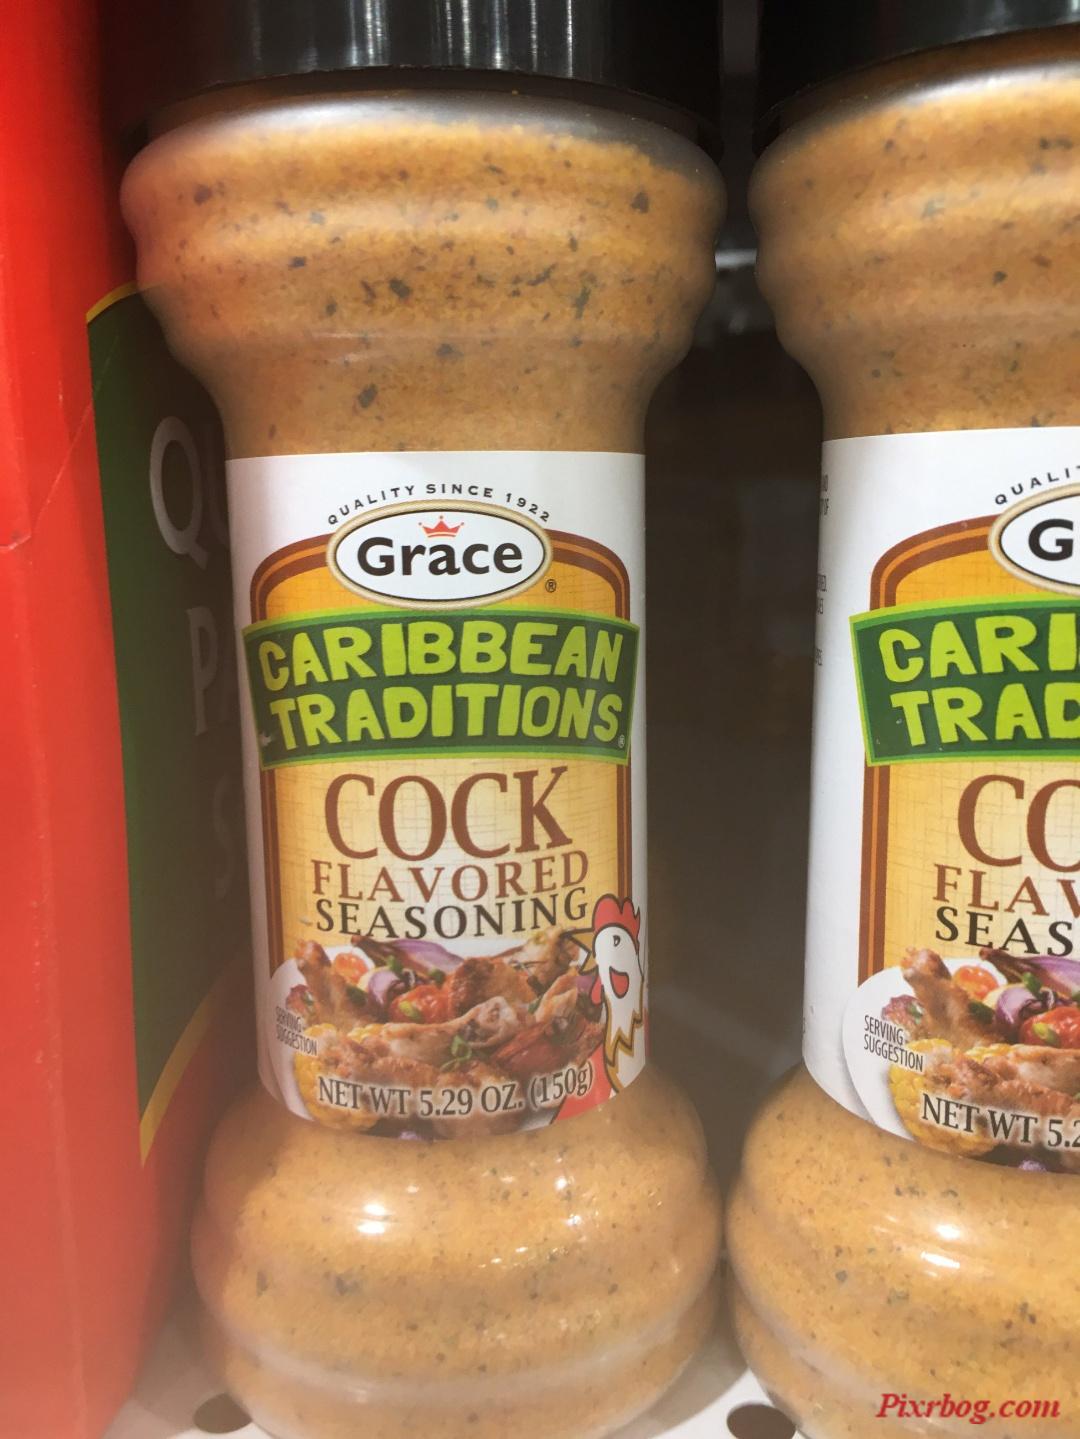 QUALITY SINCE 1922
Grace®
CARIBBEAN
TRADITIONS®
COCK
FLAVORED
SEASONING
SERVING
SUGGESTION
NET WT 5.29 OZ. (150g)
QUALIT
G
CARI
TRAD
CO
FLAV
SEAS
SERVING
SUGGESTION
NET WT 5.2
Pixrbog.com